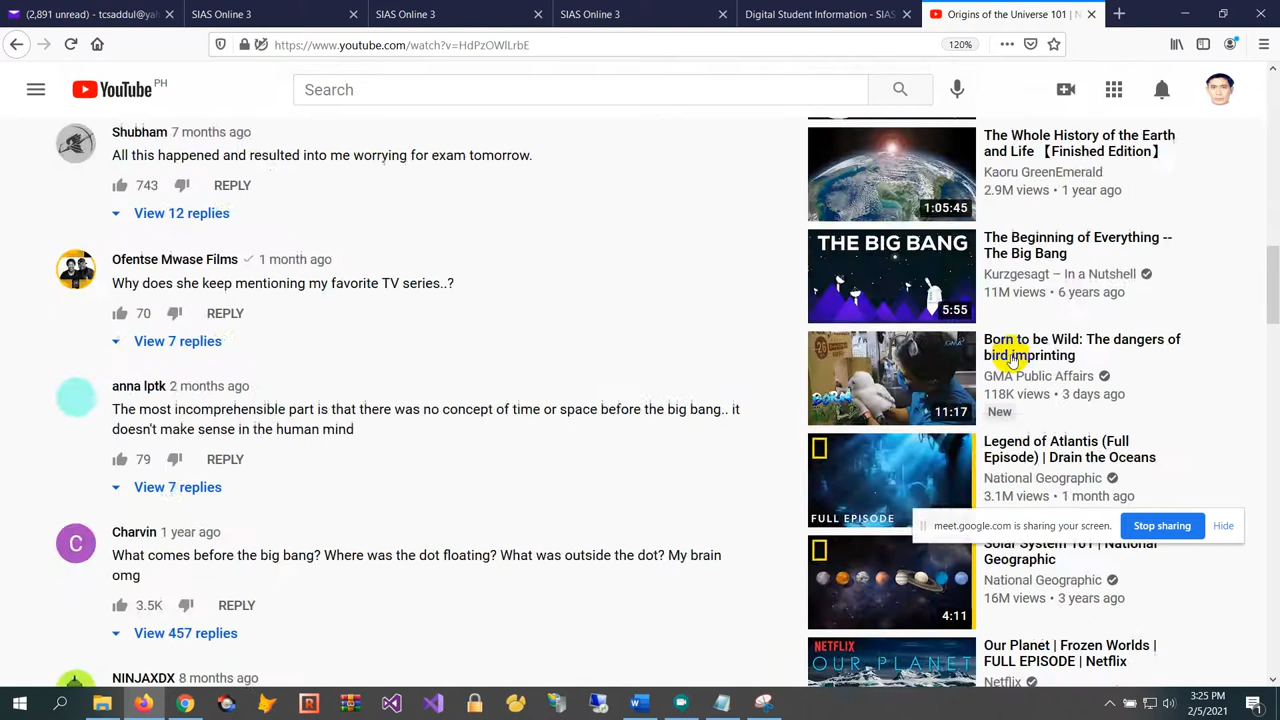 (2,891 unread) - tcsaddul@yah
SIAS Online 3
SIAS Online 3
SIAS Online 3
Digital Student Information - SIAS
Origins of the Universe 101 | N
https://www.youtube.com/watch?v=HdPzOWlLrbE
120%
YouTube PH
Search
Shubham 7 months ago
All this happened and resulted into me worrying for exam tomorrow.
743 REPLY
View 12 replies
Ofentse Mwase Films 1 month ago
Why does she keep mentioning my favorite TV series..?
70 REPLY
View 7 replies
anna lptk 2 months ago
The most incomprehensible part is that there was no concept of time or space before the big bang.. it
doesn't make sense in the human mind
79 REPLY
View 7 replies
C
Charvin 1 year ago
What comes before the big bang? Where was the dot floating? What was outside the dot? My brain
omg
3.5K REPLY
View 457 replies
NINJAXDX 8 months ago
1:05:45
The Whole History of the Earth
and Life 【Finished Edition】
Kaoru GreenEmerald
2.9M views • 1 year ago
THE BIG BANG
5:55
The Beginning of Everything --
The Big Bang
Kurzgesagt – In a Nutshell
11M views • 6 years ago
GMA
BORN
11:17
Born to be Wild: The dangers of
bird imprinting
GMA Public Affairs
118K views • 3 days ago
New
FULL EPISODE
Legend of Atlantis (Full
Episode) | Drain the Oceans
National Geographic
3.1M views • 1 month ago
meet.google.com is sharing your screen.
Stop sharing
Hide
4:11
Solar System 101 | National
Geographic
National Geographic
16M views • 3 years ago
NETFLIX
OUR PLANET
Our Planet | Frozen Worlds |
FULL EPISODE | Netflix
Netflix
3:25 PM
2/5/2021
1